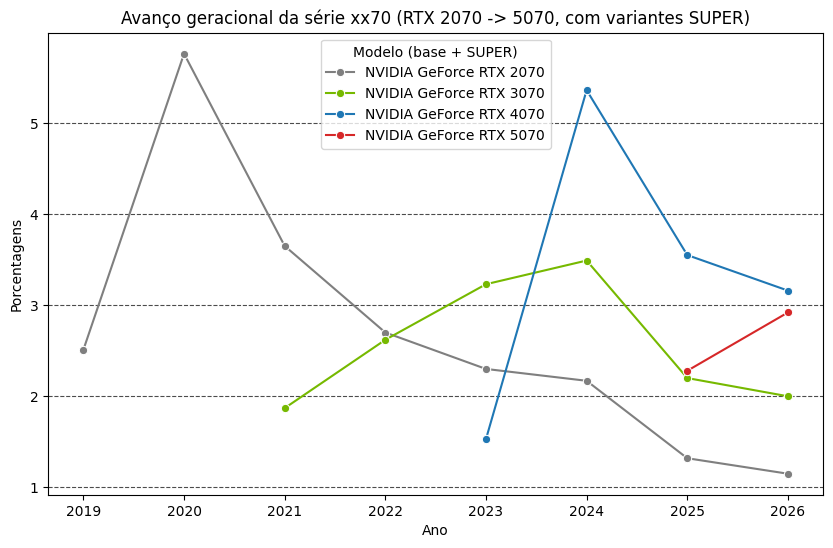 Avanço geracional da série xx70 (RTX 2070 -> 5070, com variantes SUPER)
Modelo (base + SUPER)
NVIDIA GeForce RTX 2070
NVIDIA GeForce RTX 3070
NVIDIA GeForce RTX 4070
NVIDIA GeForce RTX 5070
Porcentagens
5
4
3
2
1
2019 2020 2021 2022 2023 2024 2025 2026
Ano